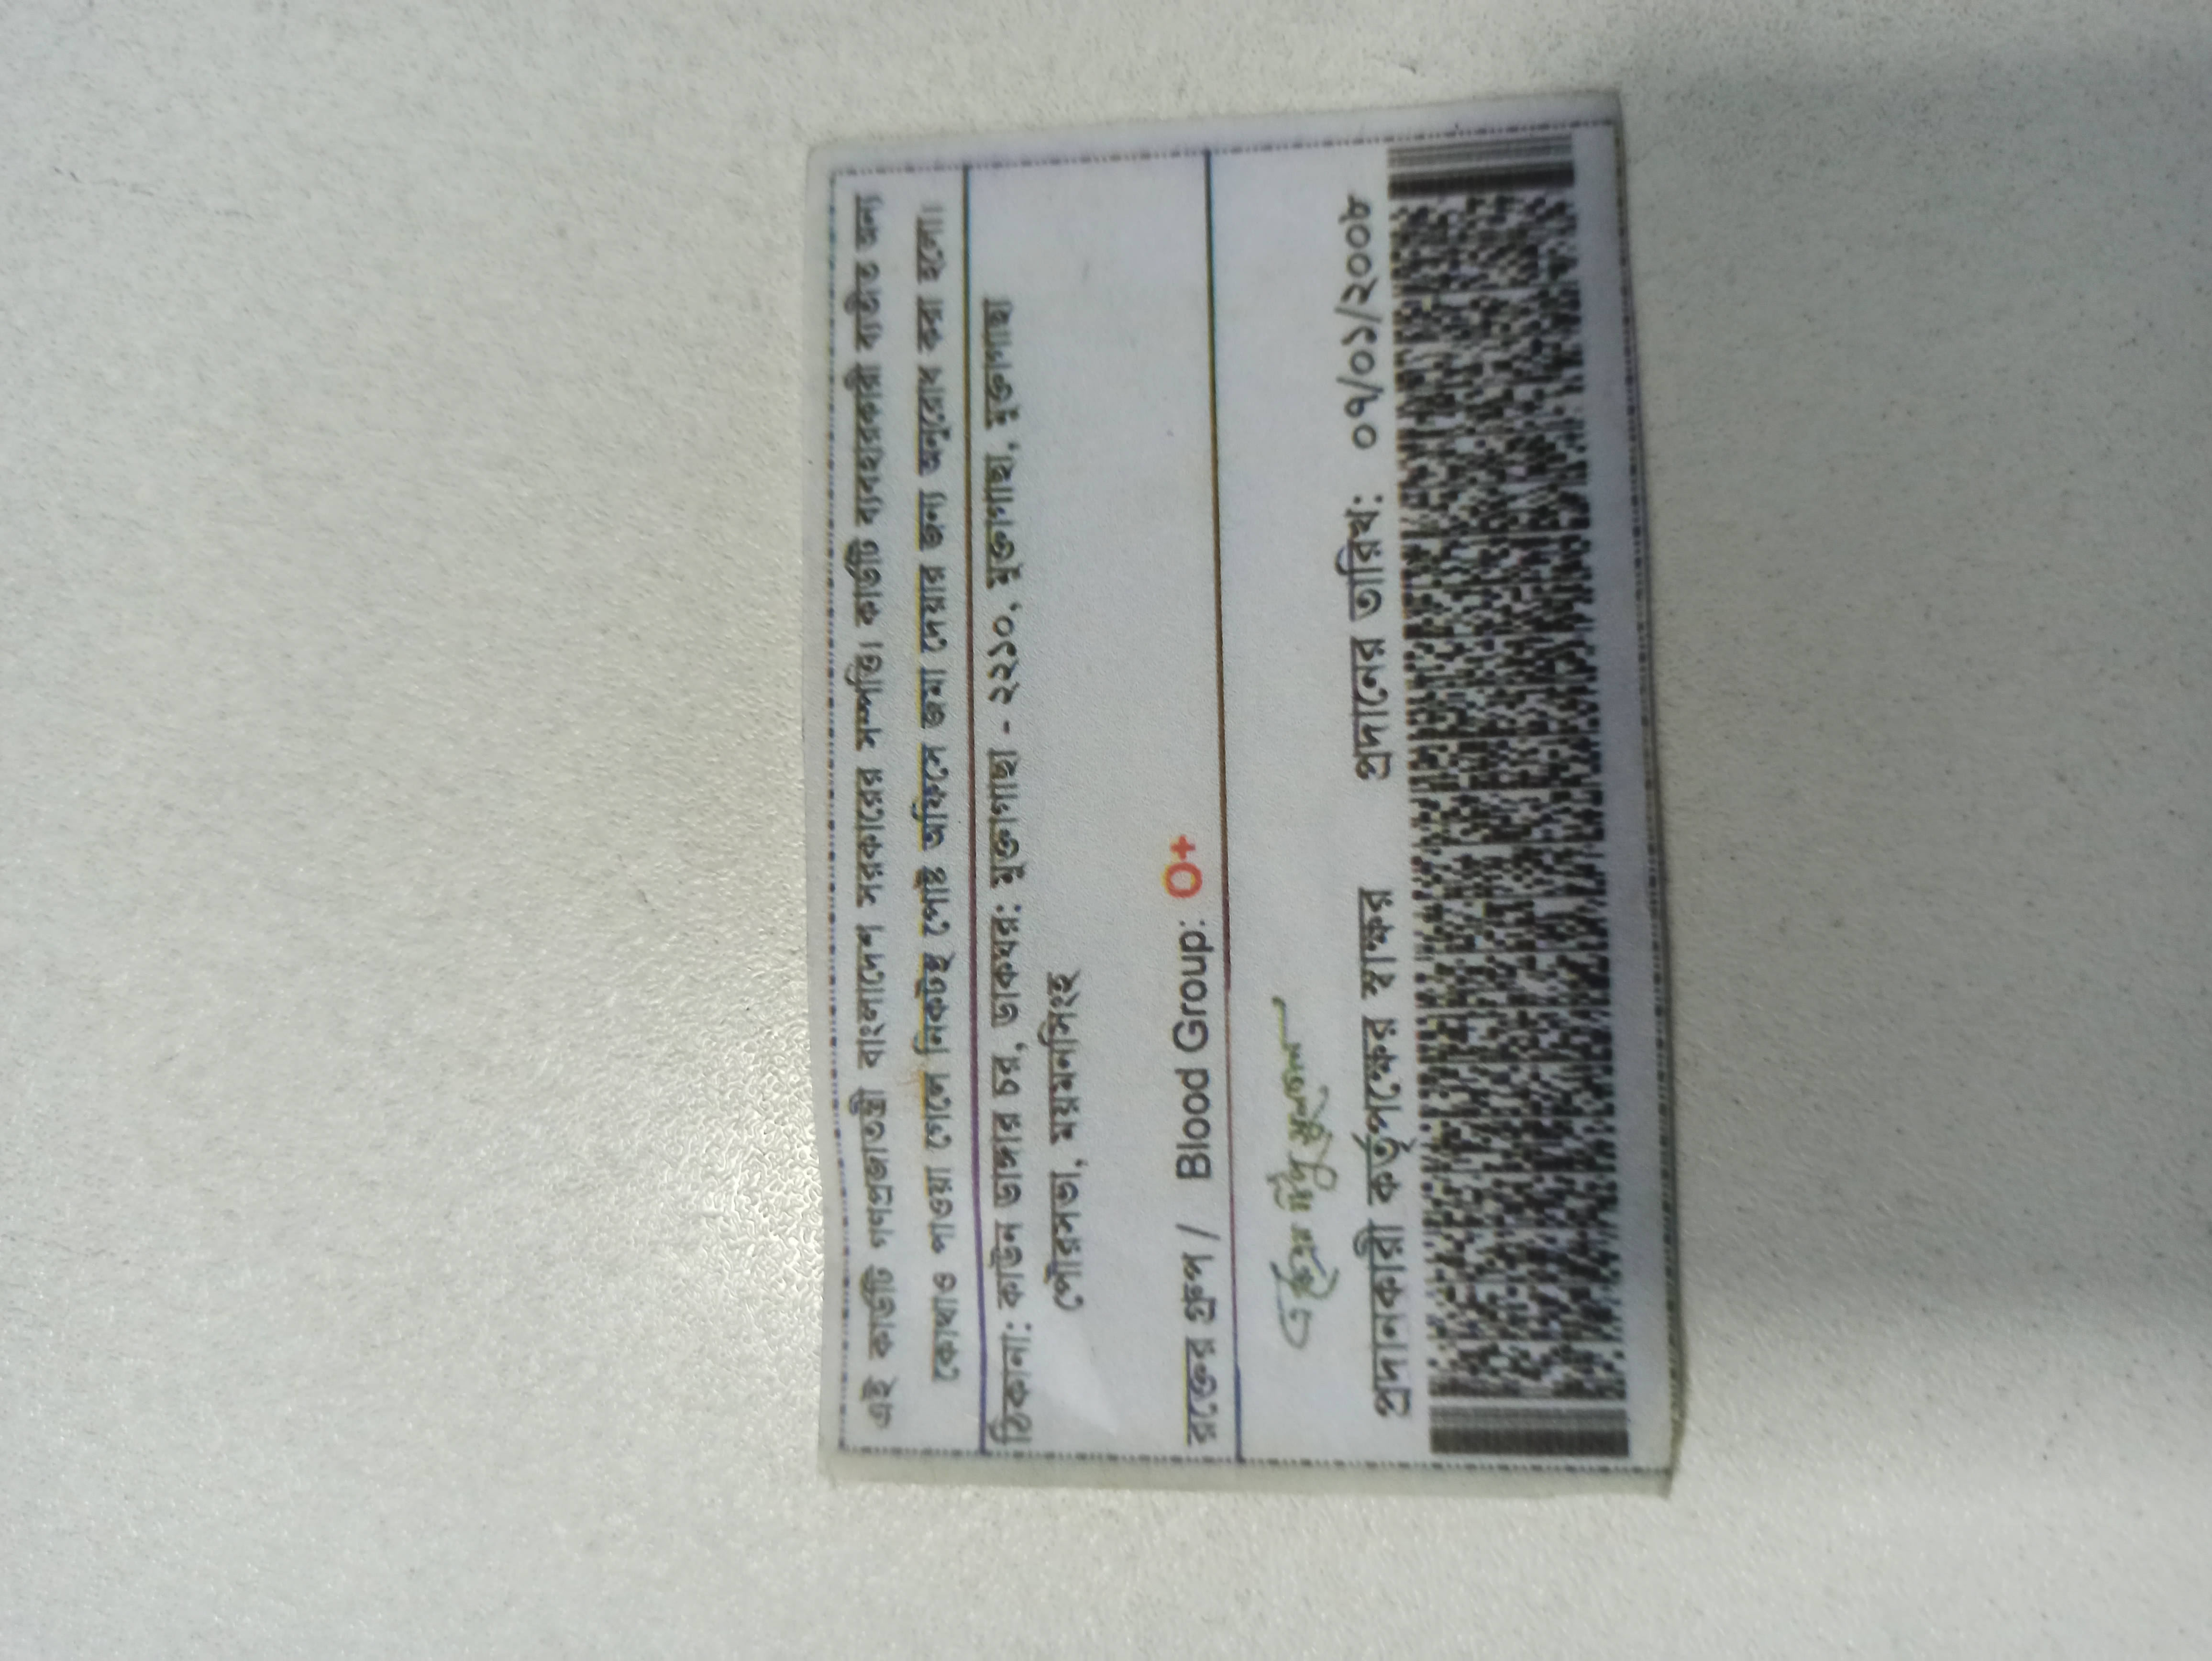 এই কার্ডটি গণপ্রজাতন্ত্রী বাংলাদেশ সরকারের সম্পত্তি। কার্ডটি ব্যবহারকারী ব্যতীত অন্য
কোথাও পাওয়া গেলে নিকটস্থ পোষ্ট অফিসে জমা দেয়ার জন্য অনুরোধ করা হলো।
ঠিকানা: কাউন ডাঙ্গার চর, ডাকঘর: মুক্তাগাছা - ২২১০, মুক্তাগাছা, মুক্তাগাছা
পৌরসভা, ময়মনসিংহ
রক্তের গ্রুপ / Blood Group: O+
প্রদানকারী কর্তৃপক্ষের স্বাক্ষর প্রদানের তারিখ: ০৭/০১/২০০৮